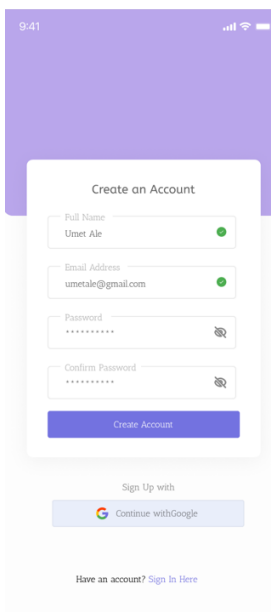 9:41
Create an Account
Full Name
Umet Ale
Email Address
umetale@gmail.com
Password
••••••••••
Confirm Password
••••••••••
Create Account
Sign Up with
Continue withGoogle
Have an account? Sign In Here